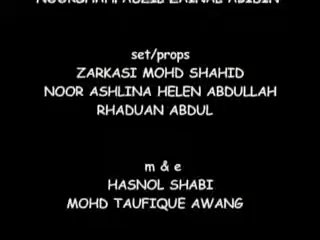 set/props
ZARKASI MOHD SHAHID
NOOR ASHLINA HELEN ABDULLAH
RHADUAN ABDUL
m & e
HASNOL SHABI
MOHD TAUFIQUE AWANG